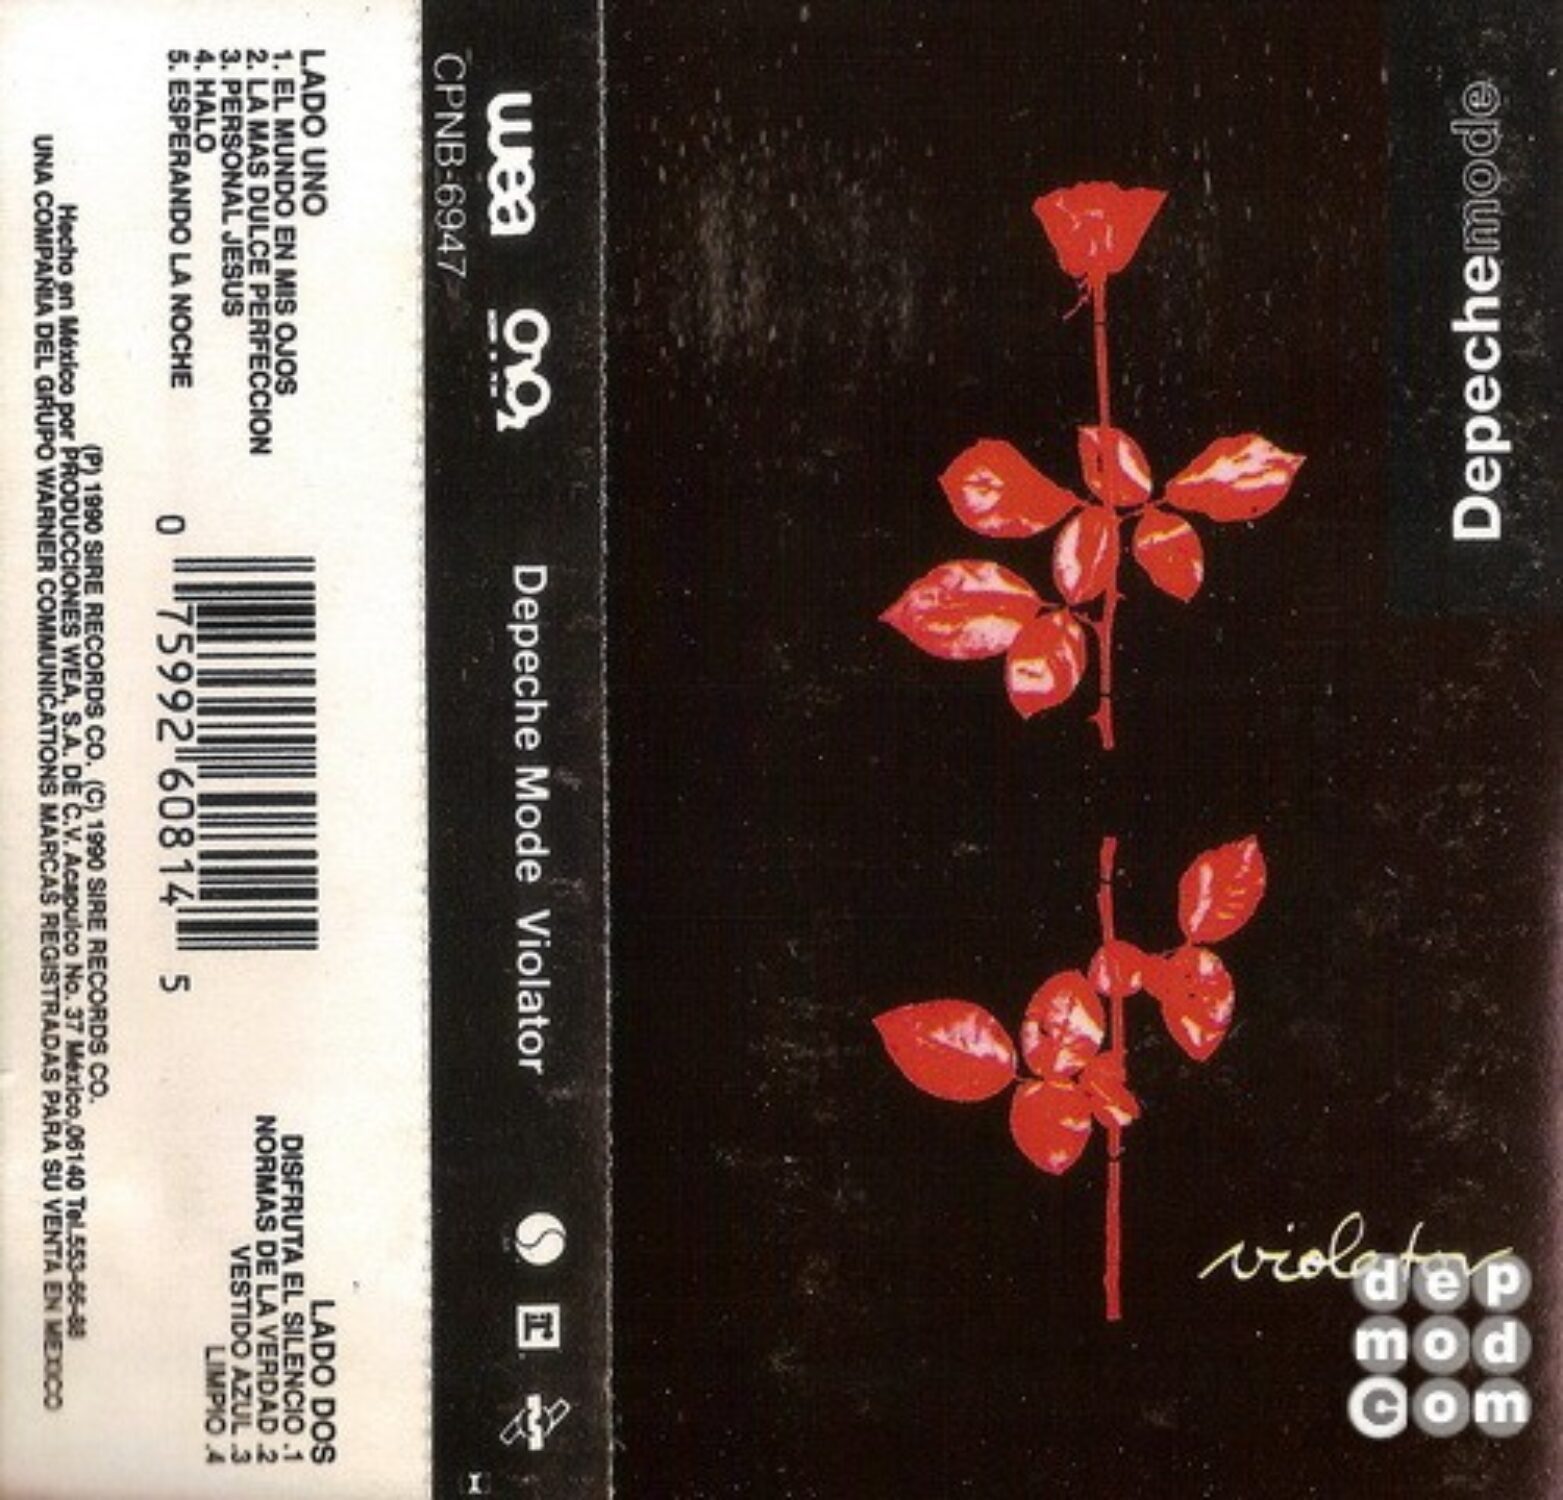 LADO UNO
1. EL MUNDO EN MIS OJOS
2. LA MAS DULCE PERFECCION
3. PERSONAL JESUS
4. HALO
5. ESPERANDO LA NOCHE
0 75992 60814 5
LADO DOS
DISFRUTA EL SILENCIO .1
NORMAS DE LA VERDAD .2
VESTIDO AZUL .3
LIMPIO .4
(P) 1990 SIRE RECORDS CO. (C) 1990 SIRE RECORDS CO.
Hecho en México por PRODUCCIONES WEA, S.A. DE C.V. Acapulco No. 37 México,06140 Tel.553-66-88
UNA COMPAÑIA DEL GRUPO WARNER COMMUNICATIONS MARCAS REGISTRADAS PARA SU VENTA EN MEXICO
wea
CPNB-6947
Depeche Mode Violator
I
Depechemode
violator
dep
mod
com